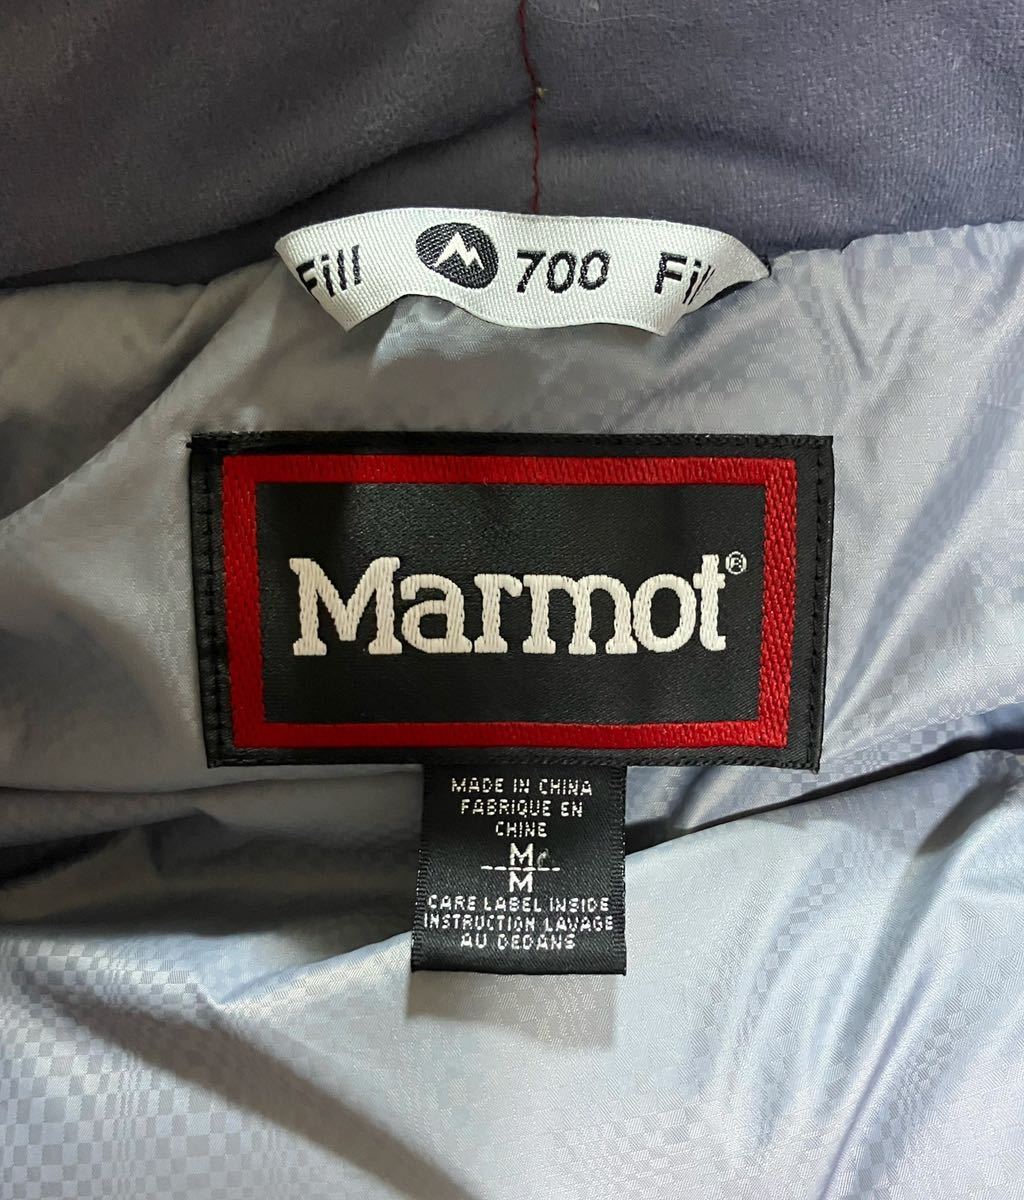 Fill 700 Fill
Marmot®
MADE IN CHINA
FABRIQUE EN
CHINE
M
M
CARE LABEL INSIDE
INSTRUCTION LAVAGE
AU DEDANS